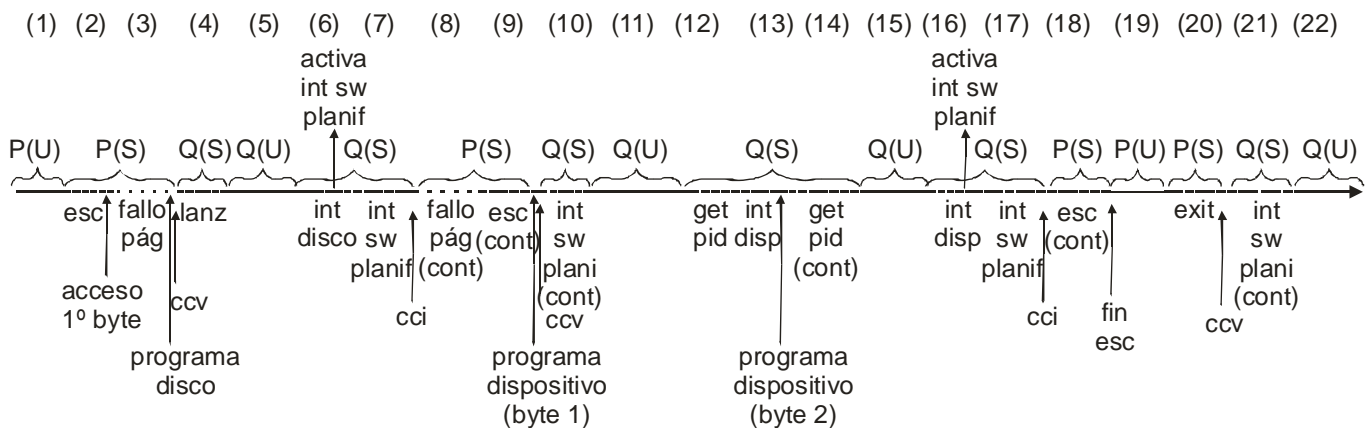 (1) (2) (3) (4) (5) (6) (7) (8) (9) (10) (11) (12) (13) (14) (15) (16) (17) (18) (19) (20) (21) (22)
activa
int sw
planif
activa
int sw
planif
P(U) P(S) Q(S) Q(U) Q(S) P(S) Q(S) Q(U) Q(S) Q(U) Q(S) P(S) P(U) P(S) Q(S) Q(U)
esc
fallo
pág
lanz
int
disco
int
sw
planif
fallo
pág
(cont)
esc
(cont)
int
sw
plani
(cont)
get
pid
int
disp
get
pid
(cont)
int
disp
int
sw
planif
esc
(cont)
exit
int
sw
plani
(cont)
acceso
1º byte
ccv
cci
ccv
cci
fin
esc
ccv
programa
disco
programa
dispositivo
(byte 1)
programa
dispositivo
(byte 2)